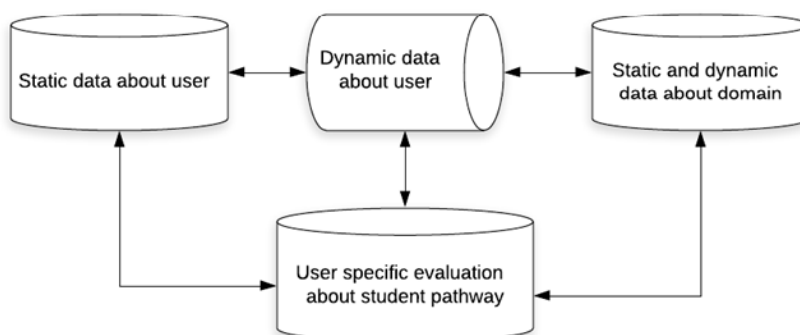 Static data about user
Dynamic data
about user
Static and dynamic
data about domain
User specific evaluation
about student pathway